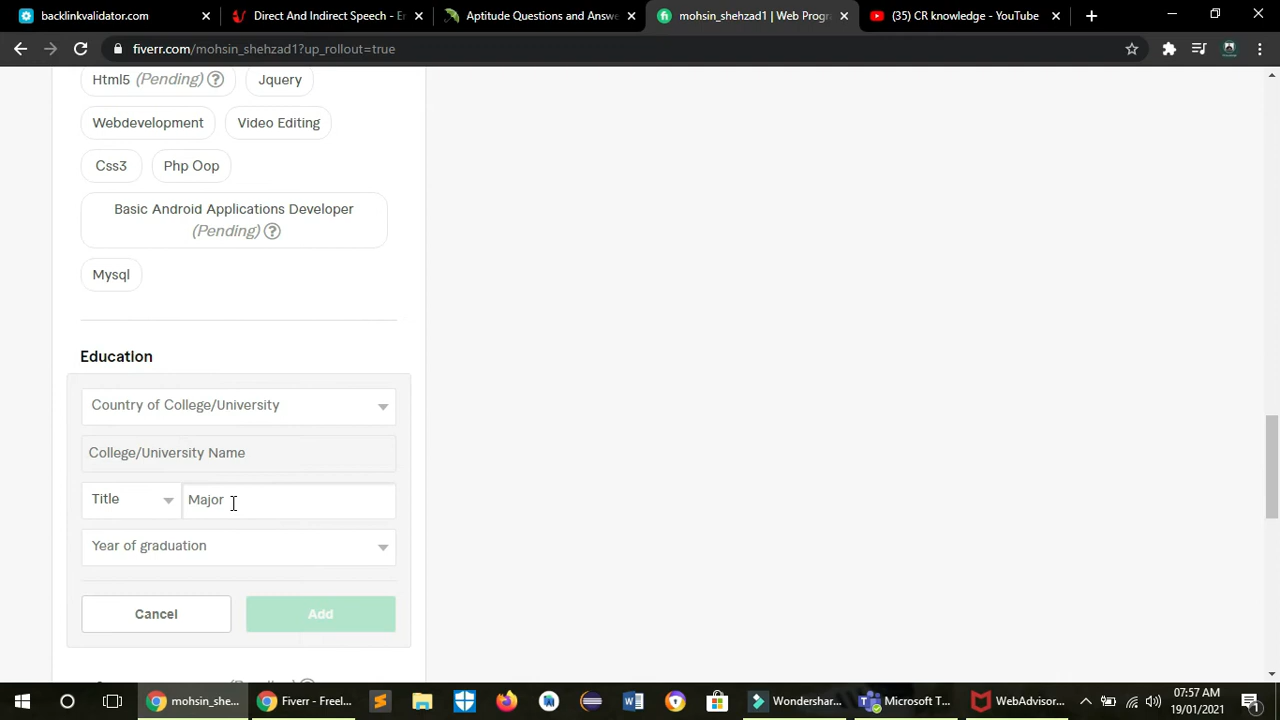 backlinkvalidator.com
Direct And Indirect Speech - E
Aptitude Questions and Answ
mohsin_shehzad1 | Web Progr
(35) CR knowledge - YouTube
fiverr.com/mohsin_shehzad1?up_rollout=true
Html5 (Pending) ?
Jquery
Webdevelopment
Video Editing
Css3
Php Oop
Basic Android Applications Developer
(Pending) ?
Mysql
Education
Country of College/University
College/University Name
Title
Major
Year of graduation
Cancel
Add
mohsin_she...
Fiverr - Freel...
Wondershar...
Microsoft T...
WebAdvisor...
07:57 AM
19/01/2021